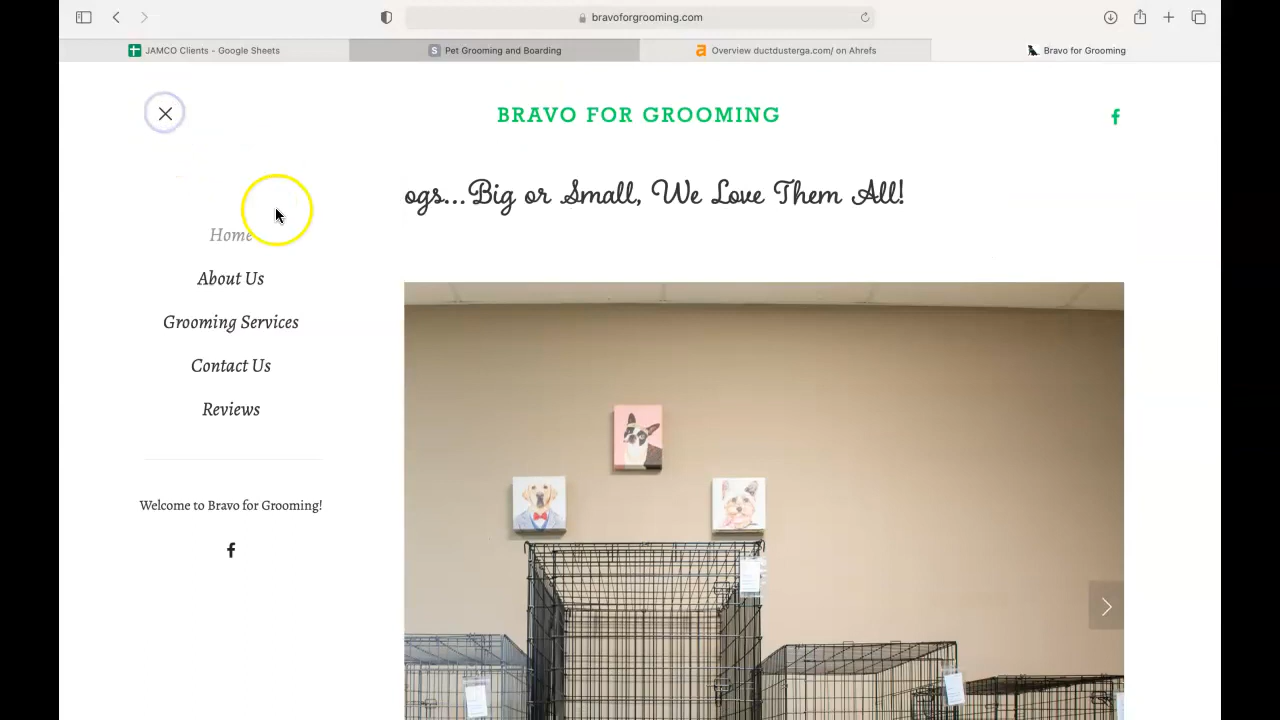 bravoforgrooming.com
JAMCO Clients - Google Sheets
S Pet Grooming and Boarding
a Overview ductdusterga.com/ on Ahrefs
Bravo for Grooming
BRAVO FOR GROOMING
ogs...Big or Small, We Love Them All!
Home
About Us
Grooming Services
Contact Us
Reviews
Welcome to Bravo for Grooming!